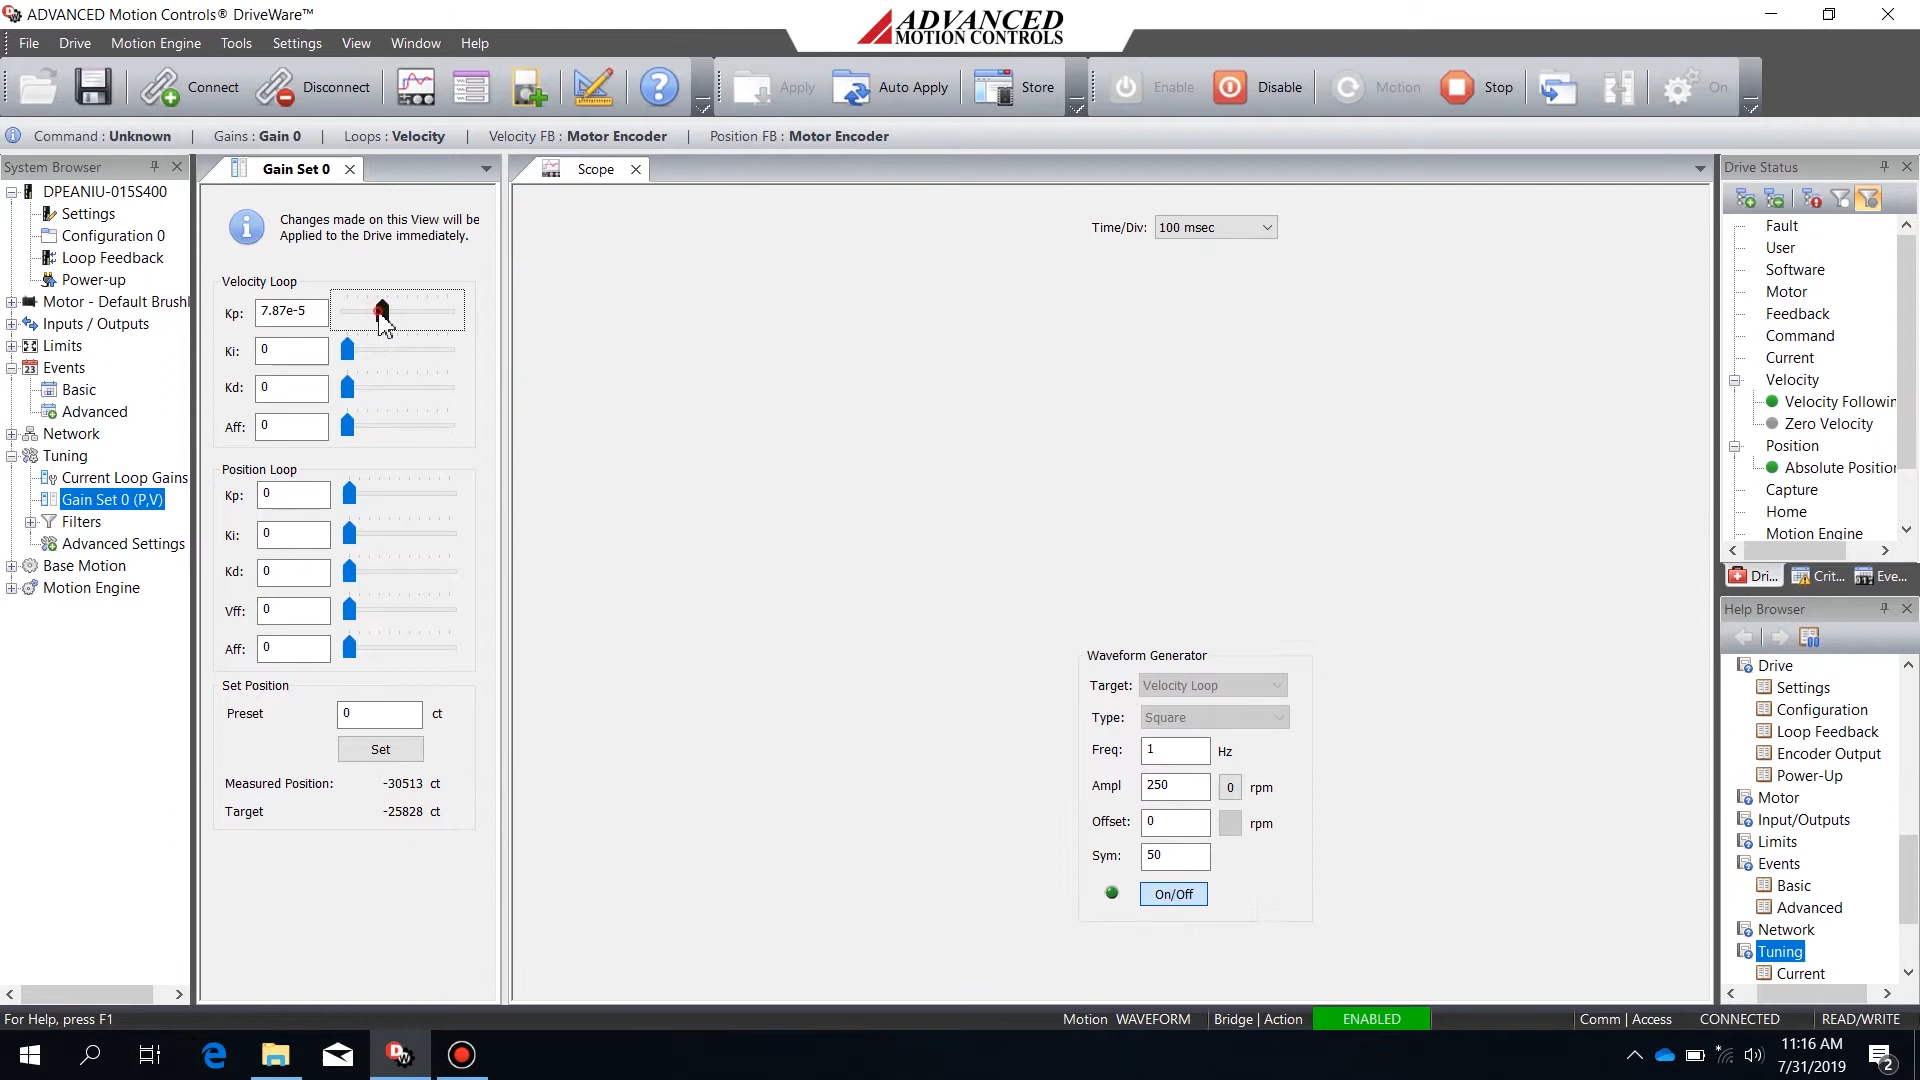 ADVANCED Motion Controls® DriveWare™
ADVANCED
MOTION CONTROLS
File Drive Motion Engine Tools Settings View Window Help
Connect Disconnect Apply Auto Apply Store Enable Disable Motion Stop On
Command : Unknown | Gains : Gain 0 | Loops : Velocity | Velocity FB : Motor Encoder | Position FB : Motor Encoder
System Browser
DPEANIU-015S400
Settings
Configuration 0
Loop Feedback
Power-up
Motor - Default Brushl
Inputs / Outputs
Limits
Events
Basic
Advanced
Network
Tuning
Current Loop Gains
Gain Set 0 (P,V)
Filters
Advanced Settings
Base Motion
Motion Engine
Gain Set 0
Changes made on this View will be
Applied to the Drive immediately.
Velocity Loop
Kp: 7.87e-5
Ki: 0
Kd: 0
Aff: 0
Position Loop
Kp: 0
Ki: 0
Kd: 0
Vff: 0
Aff: 0
Set Position
Preset 0 ct
Set
Measured Position: -30513 ct
Target -25828 ct
Scope
Time/Div: 100 msec
Waveform Generator
Target: Velocity Loop
Type: Square
Freq: 1 Hz
Ampl 250 0 rpm
Offset: 0 rpm
Sym: 50
On/Off
Drive Status
Fault
User
Software
Motor
Feedback
Command
Current
Velocity
Velocity Followin
Zero Velocity
Position
Absolute Position
Capture
Home
Motion Engine
Dri... Crit... Eve...
Help Browser
Drive
Settings
Configuration
Loop Feedback
Encoder Output
Power-Up
Motor
Input/Outputs
Limits
Events
Basic
Advanced
Network
Tuning
Current
For Help, press F1
Motion WAVEFORM Bridge | Action ENABLED Comm | Access CONNECTED READ/WRITE
11:16 AM
7/31/2019
2